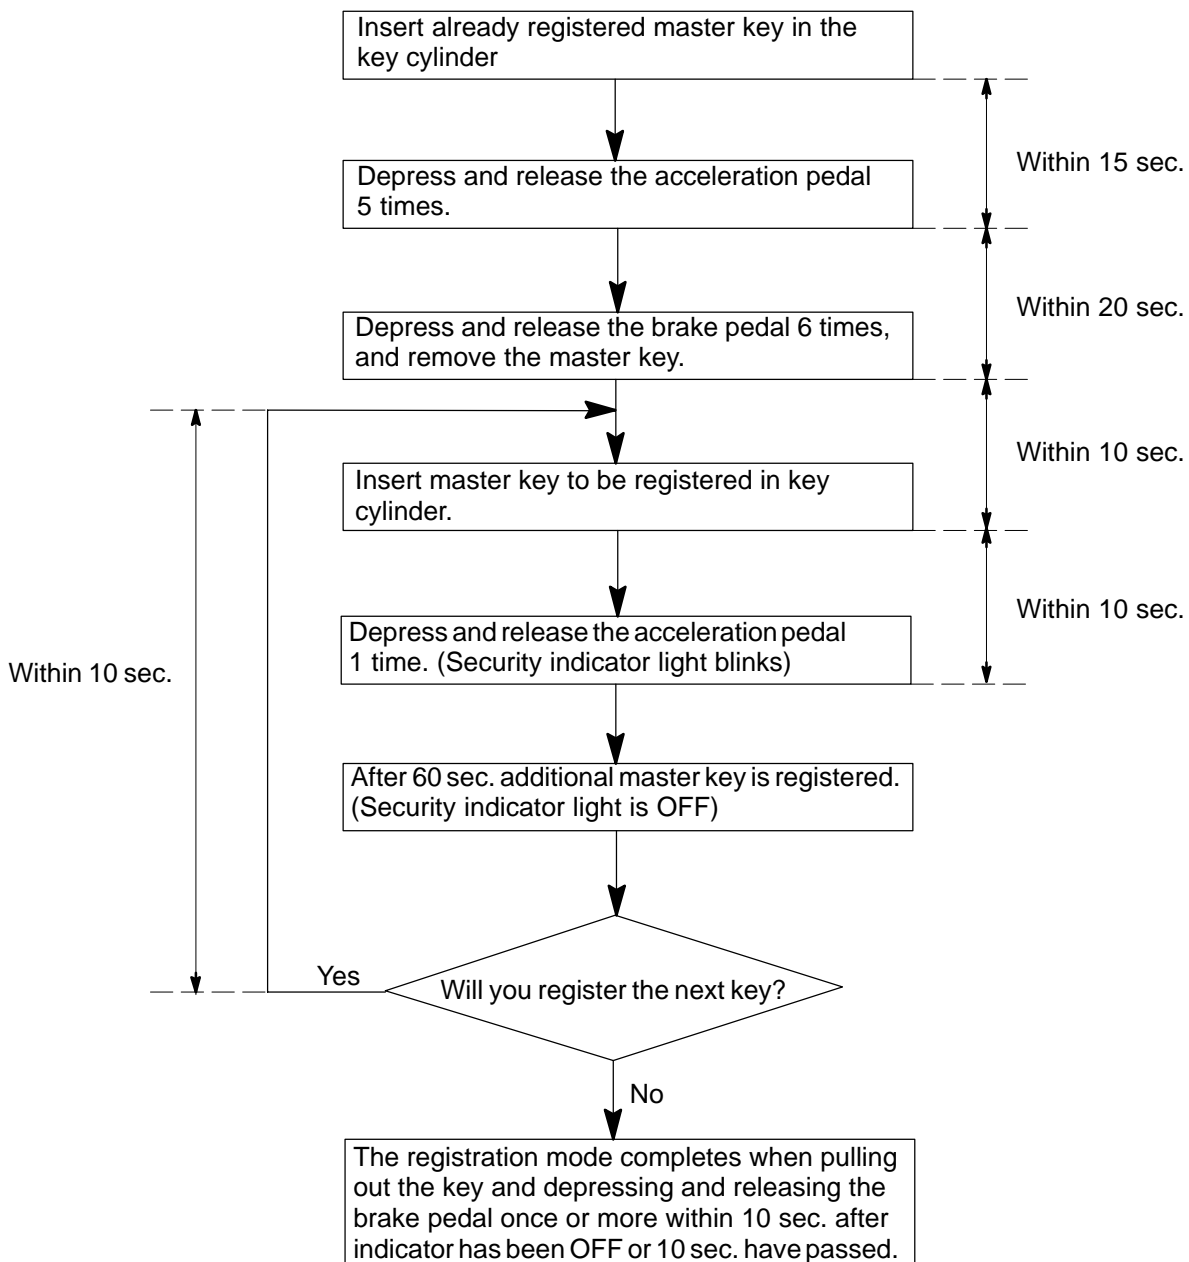 Insert already registered master key in the
key cylinder
Within 15 sec.
Depress and release the acceleration pedal
5 times.
Within 20 sec.
Depress and release the brake pedal 6 times,
and remove the master key.
Within 10 sec.
Insert master key to be registered in key
cylinder.
Within 10 sec.
Depress and release the acceleration pedal
1 time. (Security indicator light blinks)
Within 10 sec.
After 60 sec. additional master key is registered.
(Security indicator light is OFF)
Yes
Will you register the next key?
No
The registration mode completes when pulling
out the key and depressing and releasing the
brake pedal once or more within 10 sec. after
indicator has been OFF or 10 sec. have passed.